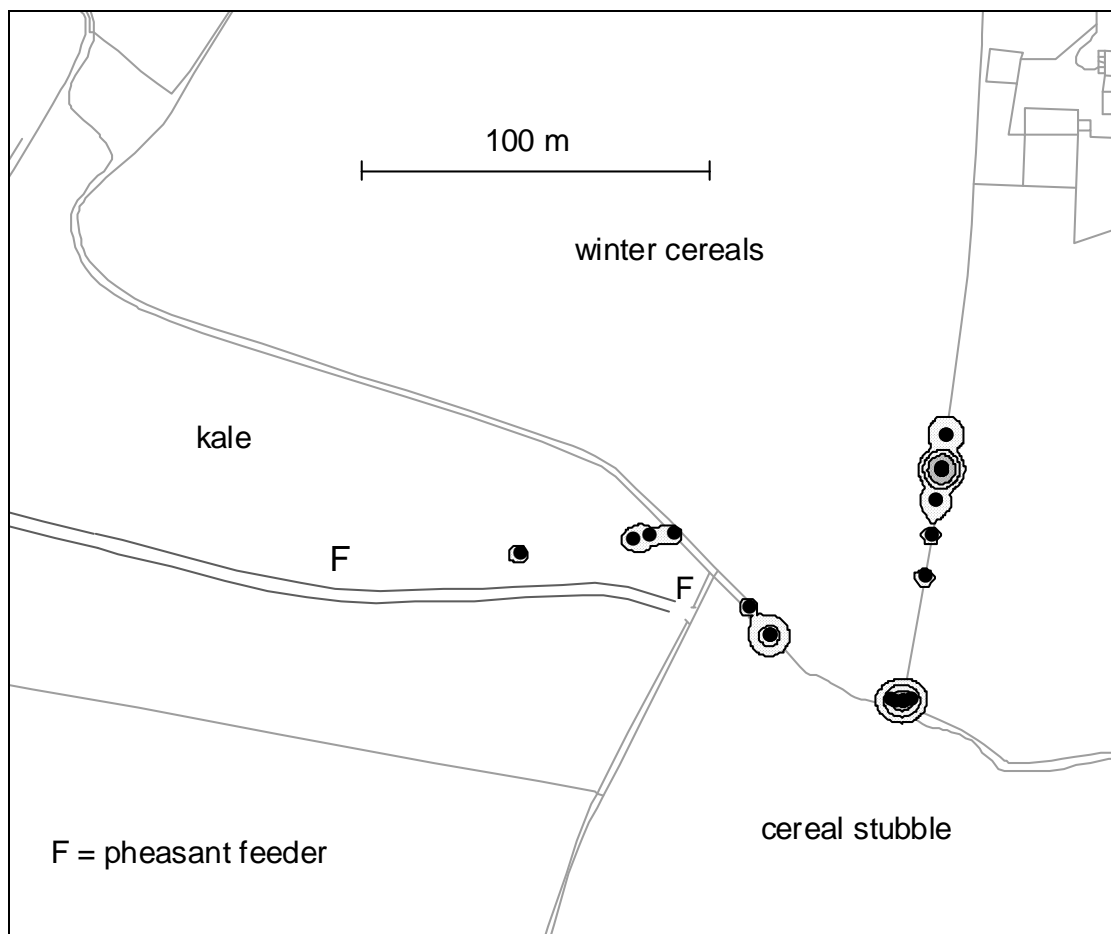 100 m
winter cereals
kale
F
F
cereal stubble
F = pheasant feeder